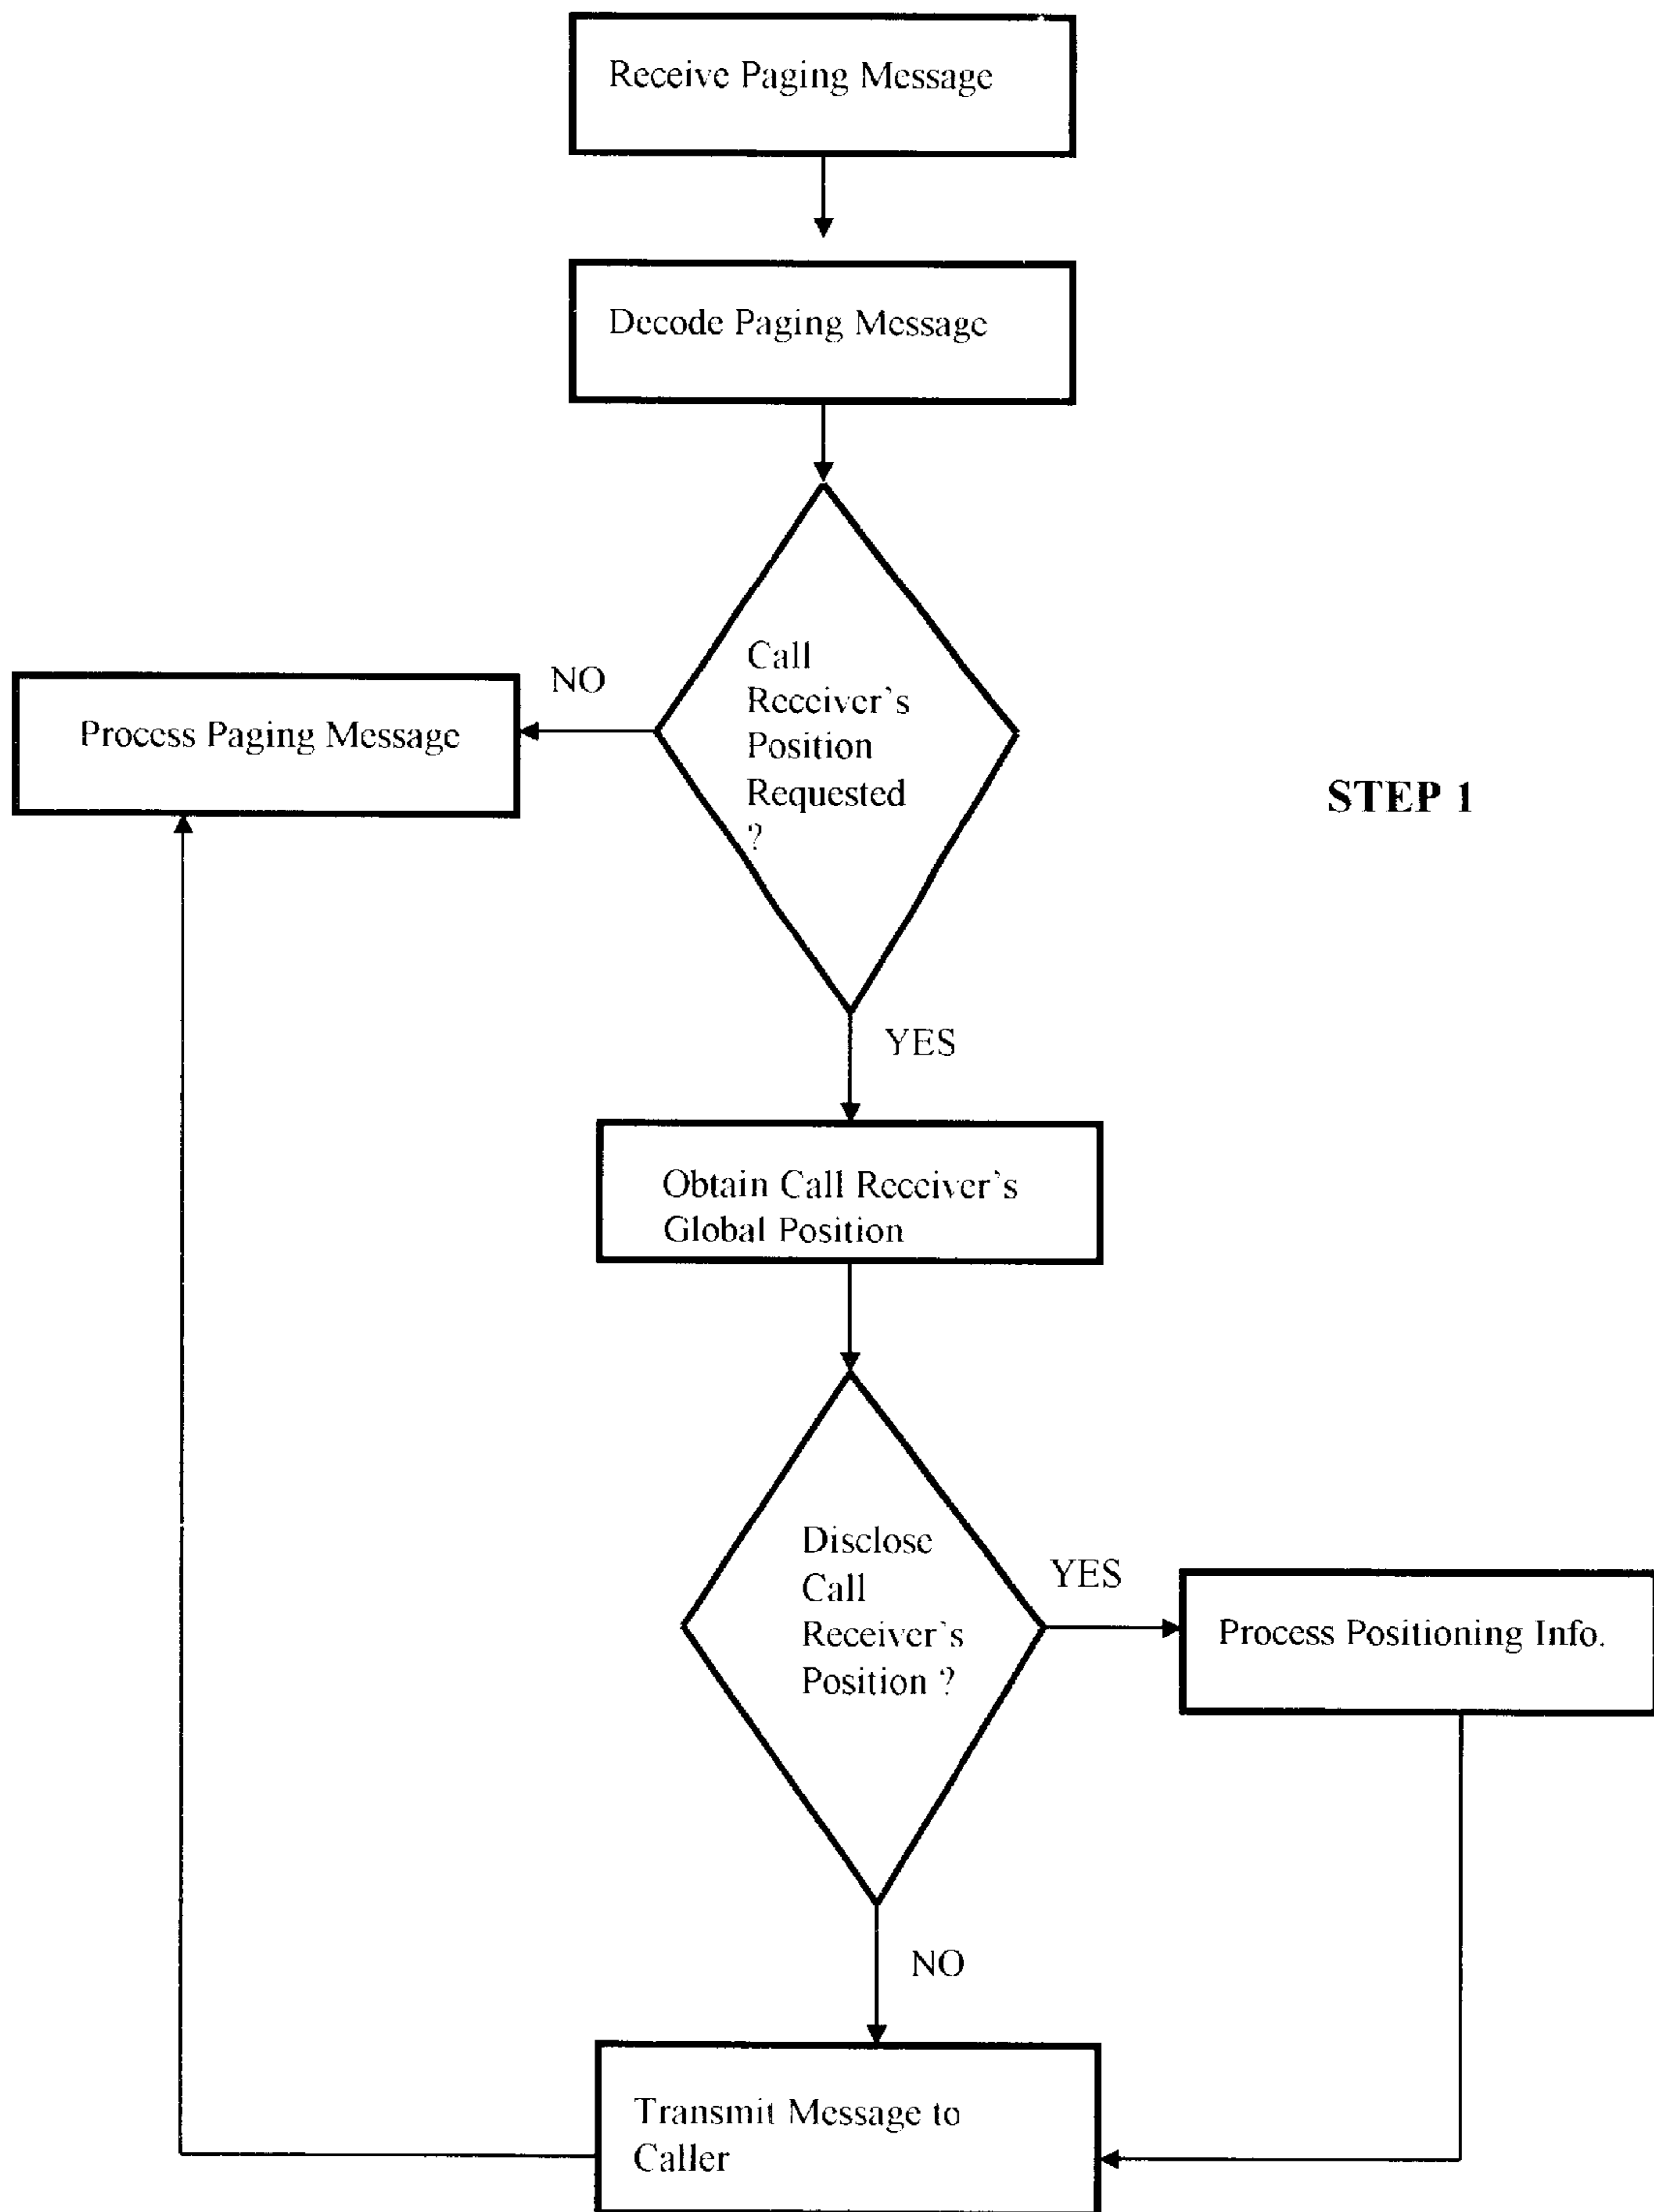 Receive Paging Message
Decode Paging Message
Call
Receiver's
Position
Requested
?
NO
Process Paging Message
STEP 1
YES
Obtain Call Receiver's
Global Position
Disclose
Call
Receiver's
Position ?
YES
Process Positioning Info.
NO
Transmit Message to
Caller